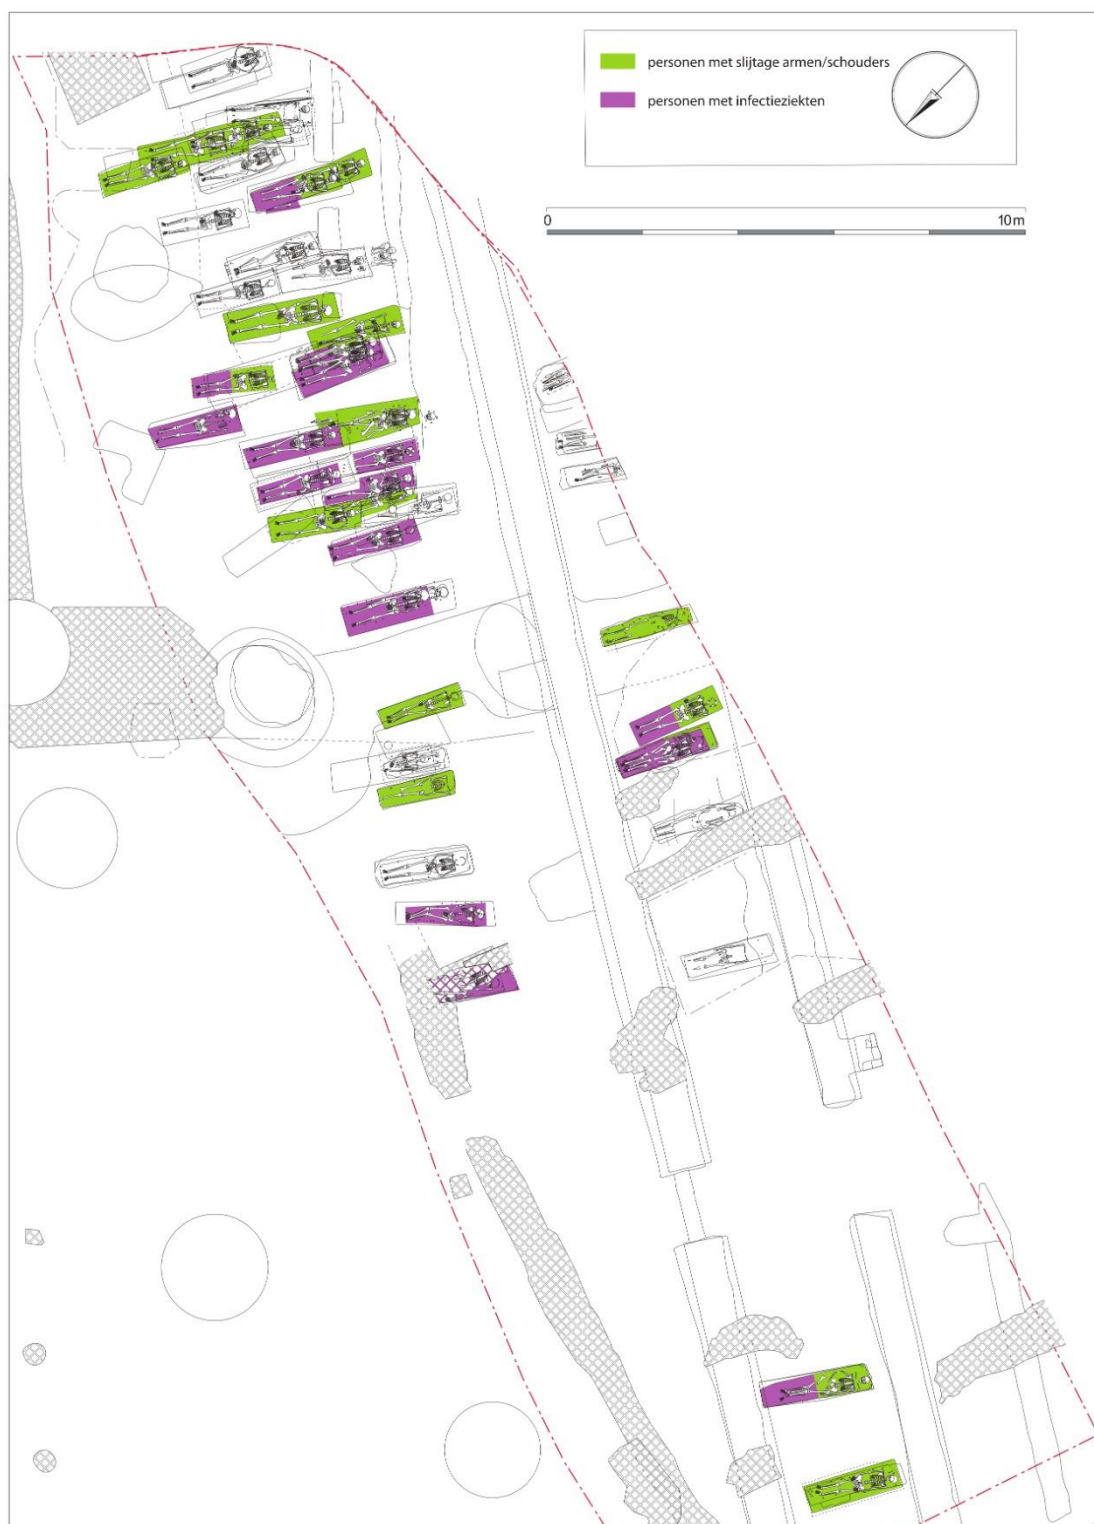 personen met slijtage armen/schouders
personen met infectieziekten
0 10m